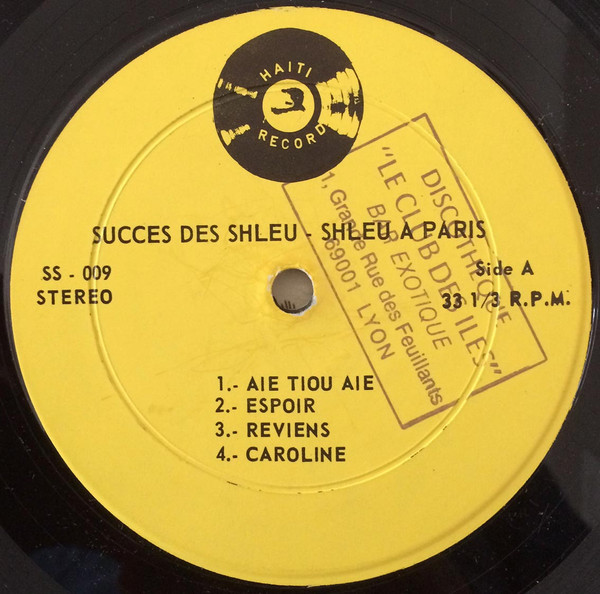 HAITI
RECORD
SUCCES DES SHLEU - SHLEU A PARIS
SS - 009
STEREO
Side A
33 1/3 R.P.M.
1.- AIE TIOU AIE
2.- ESPOIR
3.- REVIENS
4.- CAROLINE
DISCOTHEQUE
"LE CLUB DES ILES"
BAR EXOTIQUE
1, Grande Rue des Feuillants
69001 LYON